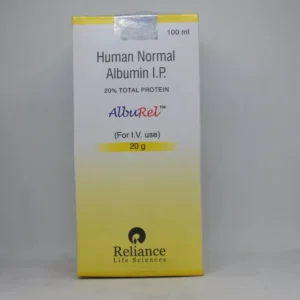 100 ml
Human Normal
Albumin I.P.
20% TOTAL PROTEIN
AlbuRel™
(For I.V. use)
20 g
Reliance
Life Sciences